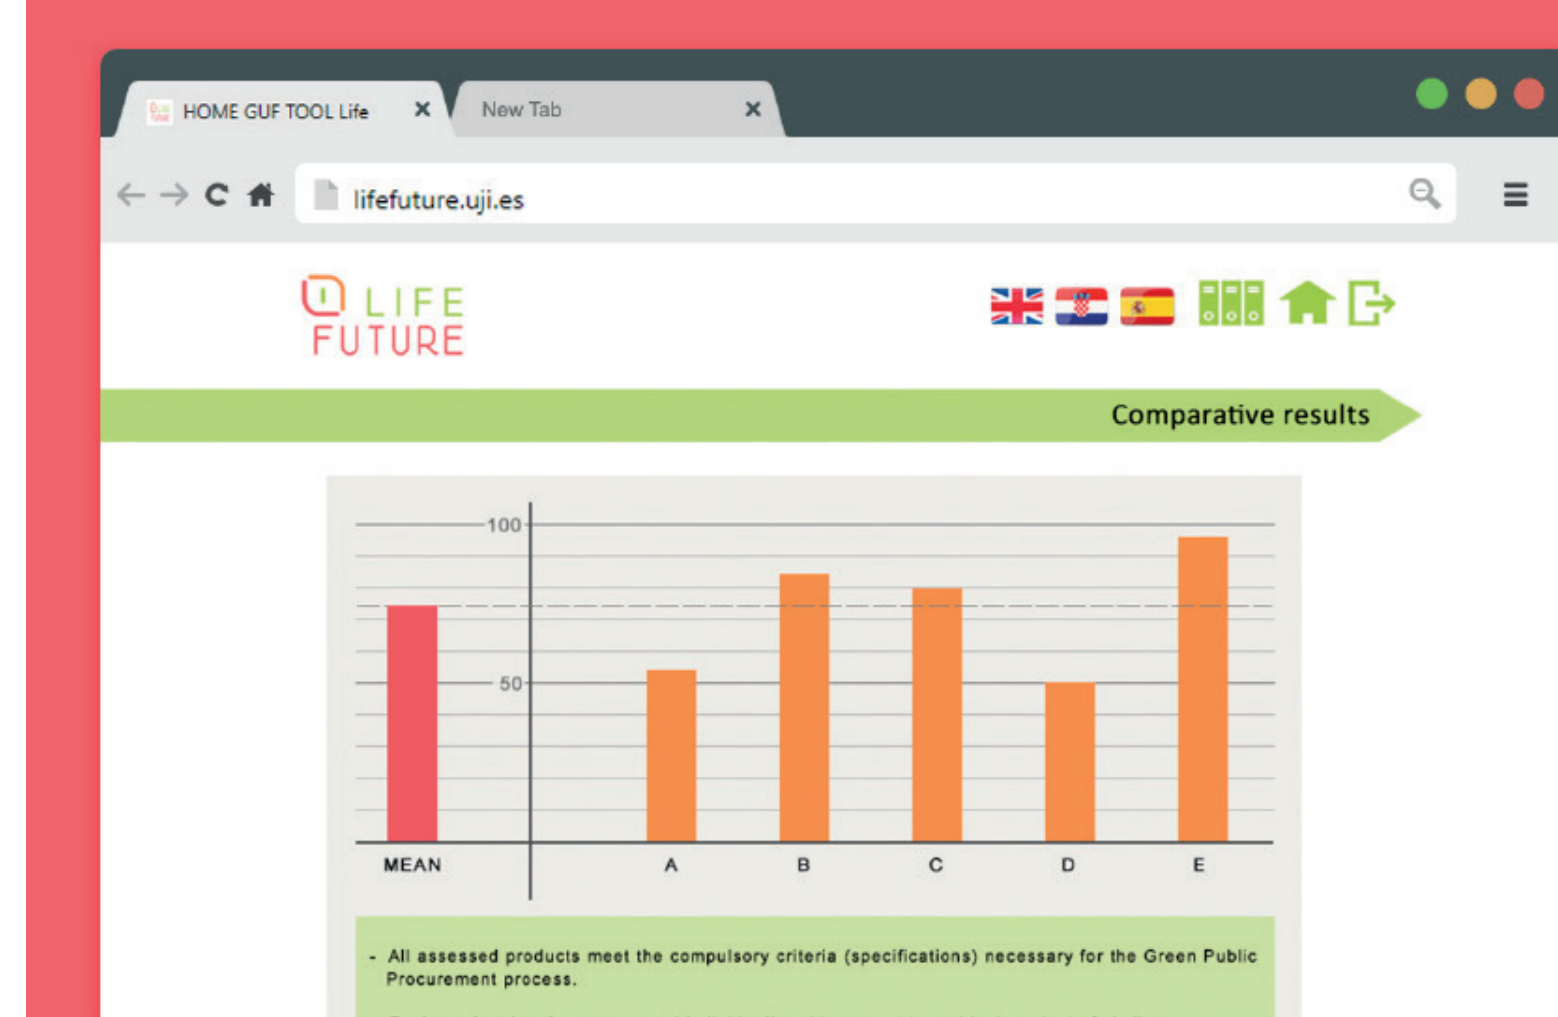 HOME GUF TOOL Life
New Tab
lifefuture.uji.es
LIFE
FUTURE
Comparative results
100
50
MEAN A B C D E
- All assessed products meet the compulsory criteria (specifications) necessary for the Green Public
Procurement process.